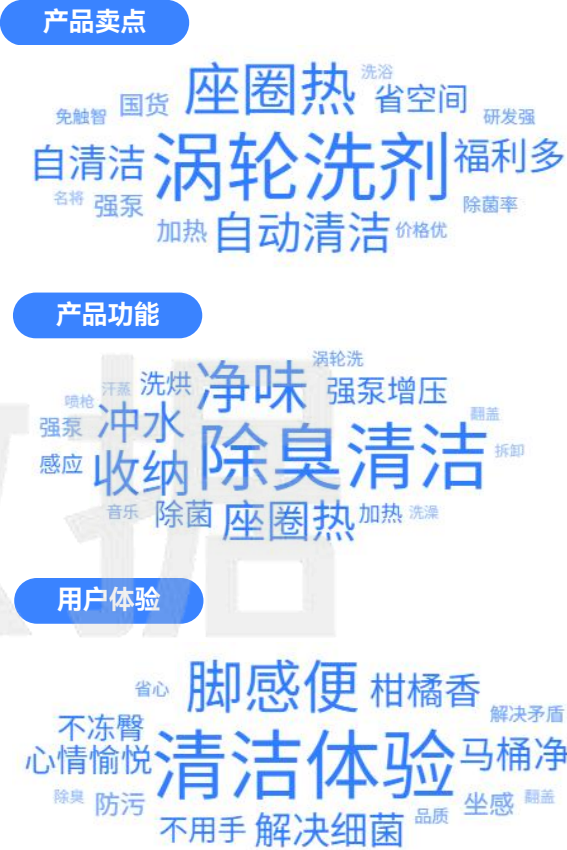 产品卖点
洗浴
座圈热
省空间
国货
免触智
研发强
涡轮洗剂
福利多
自清洁
名将
强泵
除菌率
加热
自动清洁
价格优
产品功能
涡轮洗
洗烘
净味
强泵增压
汗蒸
喷枪
翻盖
冲水
强泵
除臭清洁
拆卸
感应
收纳
音乐
除菌
座圈热
加热
洗澡
数据
用户体验
省心
脚感便
柑橘香
解决矛盾
不冻臀
心情愉悦
清洁体验
马桶净
除臭
防污
品质
坐感
翻盖
不用手
解决细菌